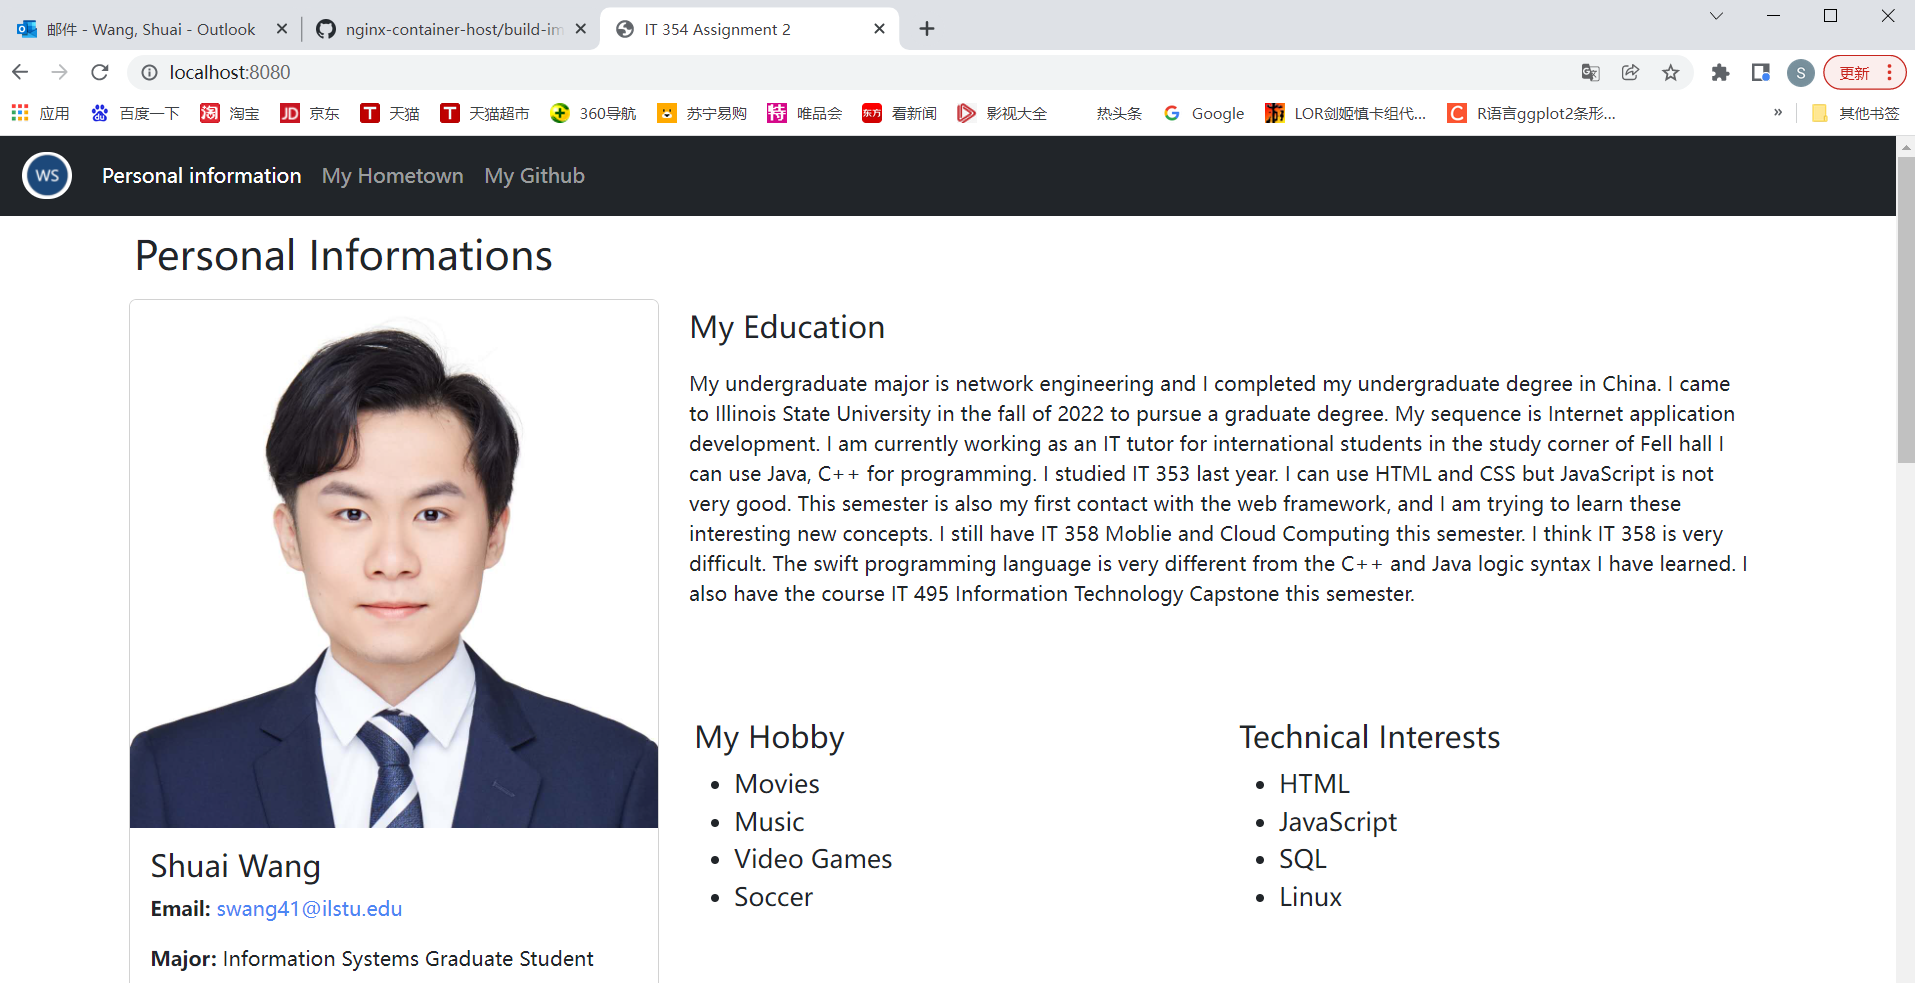 邮件 - Wang, Shuai - Outlook
nginx-container-host/build-im
IT 354 Assignment 2
localhost:8080
S
更新
应用
百度一下
淘 淘宝
JD 京东
T 天猫
T 天猫超市
360导航
苏宁易购
特 唯品会
东方 看新闻
影视大全
热头条
G Google
LOR剑姬慎卡组代...
C R语言ggplot2条形...
»
其他书签
WS
Personal information
My Hometown
My Github
Personal Informations
My Education
My undergraduate major is network engineering and I completed my undergraduate degree in China. I came
to Illinois State University in the fall of 2022 to pursue a graduate degree. My sequence is Internet application
development. I am currently working as an IT tutor for international students in the study corner of Fell hall I
can use Java, C++ for programming. I studied IT 353 last year. I can use HTML and CSS but JavaScript is not
very good. This semester is also my first contact with the web framework, and I am trying to learn these
interesting new concepts. I still have IT 358 Moblie and Cloud Computing this semester. I think IT 358 is very
difficult. The swift programming language is very different from the C++ and Java logic syntax I have learned. I
also have the course IT 495 Information Technology Capstone this semester.
My Hobby
• Movies
• Music
• Video Games
• Soccer
Technical Interests
• HTML
• JavaScript
• SQL
• Linux
Shuai Wang
Email: swang41@ilstu.edu
Major: Information Systems Graduate Student